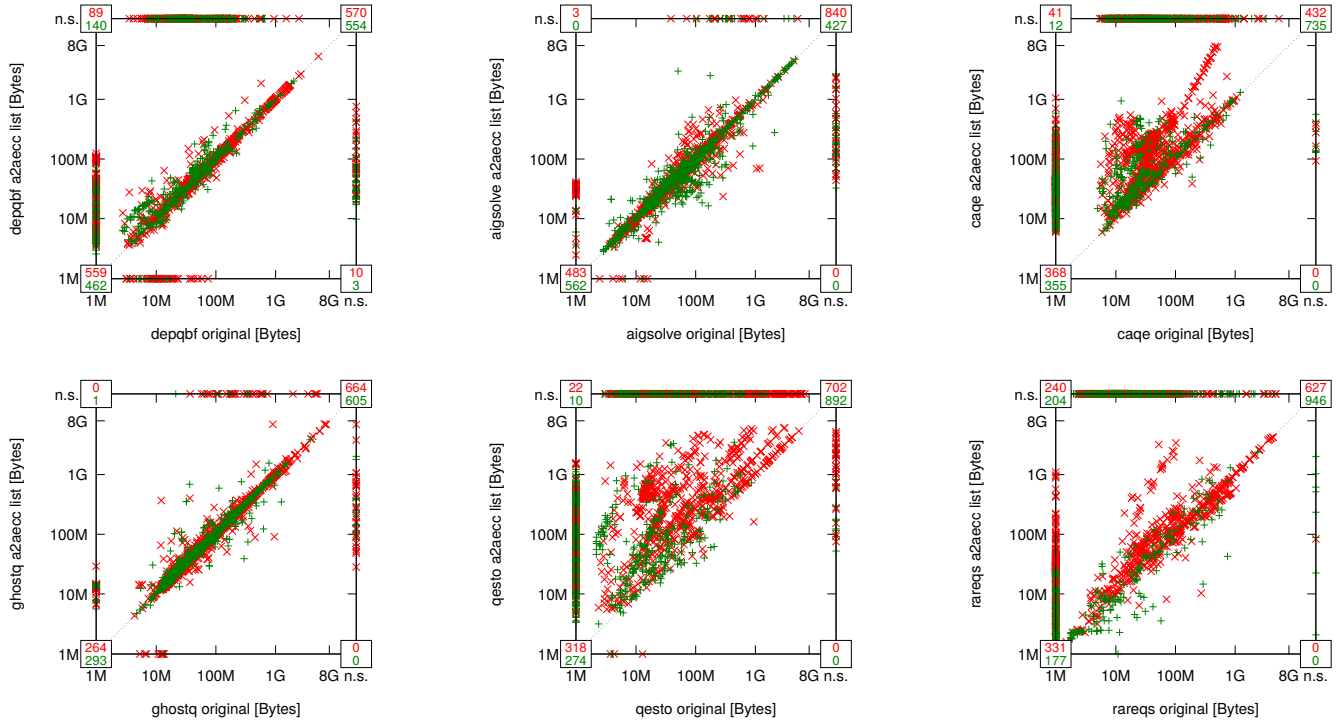 89 570
n.s. 140 554
8G
1G
100M
10M
1M
559 10
462 3
1M 10M 100M 1G 8G n.s.
depqbf a2aecc list [Bytes]
depqbf original [Bytes]
3 840
n.s. 0 427
8G
1G
100M
10M
1M
483 0
562 0
1M 10M 100M 1G 8G n.s.
aigsolve a2aecc list [Bytes]
aigsolve original [Bytes]
41 432
n.s. 12 735
8G
1G
100M
10M
1M
368 0
355 0
1M 10M 100M 1G 8G n.s.
caqe a2aecc list [Bytes]
caqe original [Bytes]
0 664
n.s. 1 605
8G
1G
100M
10M
1M
264 0
293 0
1M 10M 100M 1G 8G n.s.
ghostq a2aecc list [Bytes]
ghostq original [Bytes]
22 702
n.s. 10 892
8G
1G
100M
10M
1M
318 0
274 0
1M 10M 100M 1G 8G n.s.
qesto a2aecc list [Bytes]
qesto original [Bytes]
240 627
n.s. 204 946
8G
1G
100M
10M
1M
331 0
177 0
1M 10M 100M 1G 8G n.s.
rareqs a2aecc list [Bytes]
rareqs original [Bytes]